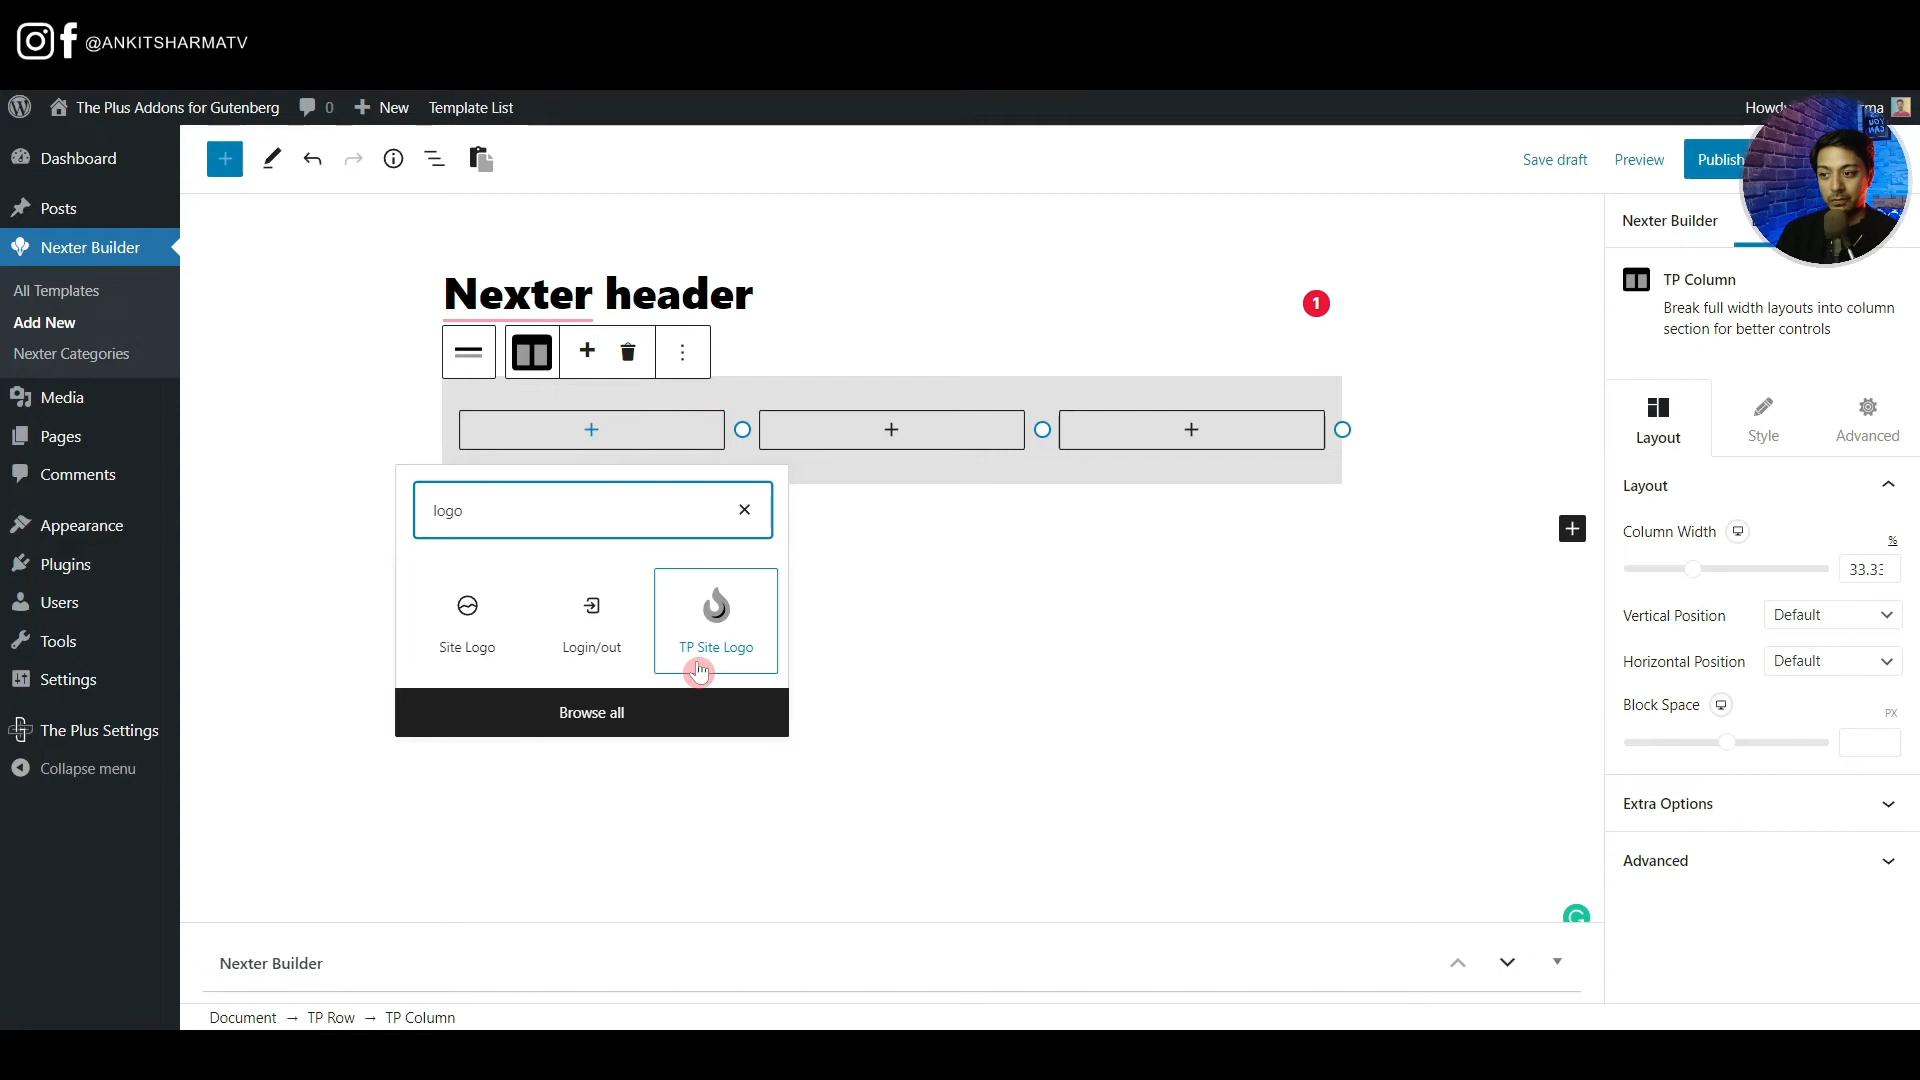 @ANKITSHARMATV
The Plus Addons for Gutenberg
0
New
Template List
Howdy
ma
Dashboard
Posts
Nexter Builder
All Templates
Add New
Nexter Categories
Media
Pages
Comments
Appearance
Plugins
Users
Tools
Settings
The Plus Settings
Collapse menu
Save draft
Preview
Publish
Nexter header
1
logo
Site Logo
Login/out
TP Site Logo
Browse all
Nexter Builder
TP Column
Break full width layouts into column
section for better controls
Layout
Style
Advanced
Layout
Column Width
%
33.33
Vertical Position
Default
Horizontal Position
Default
Block Space
PX
Extra Options
Advanced
Nexter Builder
Document → TP Row → TP Column